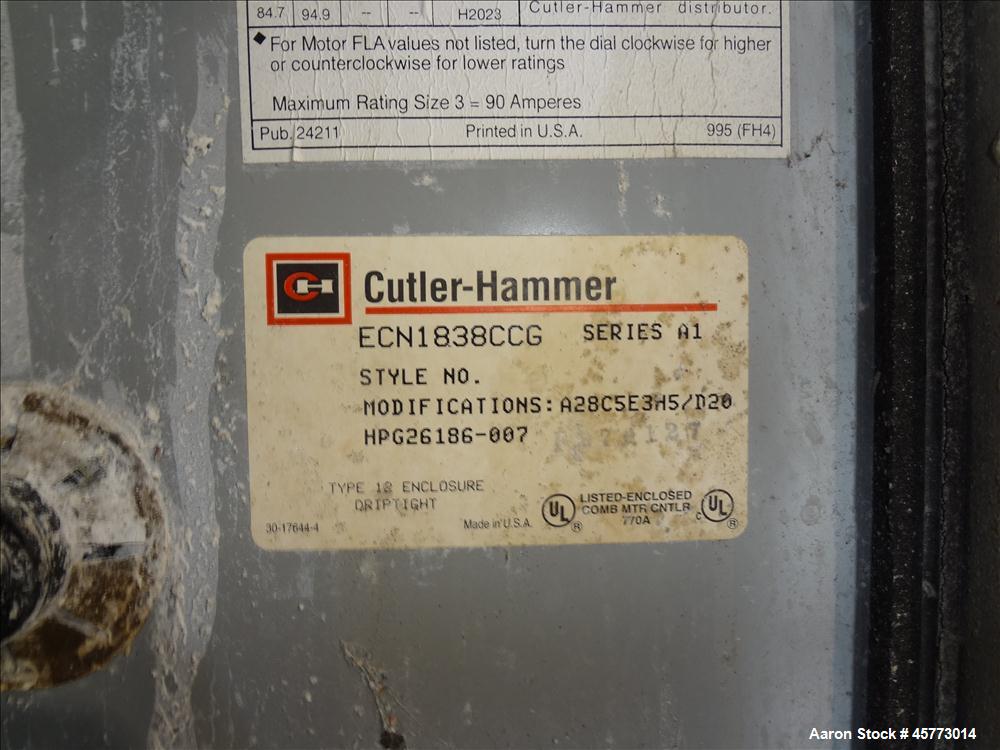 84.7 94.9 -- -- H2023 Cutler-Hammer distributor.
◆ For Motor FLA values not listed, turn the dial clockwise for higher
or counterclockwise for lower ratings
Maximum Rating Size 3 = 90 Amperes
Pub. 24211 Printed in U.S.A. 995 (FH4)
CH Cutler-Hammer
ECN1838CCG SERIES A1
STYLE NO.
MODIFICATIONS: A28C5E3H5/D20
HPG26186-007
TYPE 12 ENCLOSURE
DRIPTIGHT
30-17644-4 Made in U.S.A.
UL ® LISTED-ENCLOSED
COMB MTR CNTLR
770A
c UL ®
Aaron Stock # 45773014